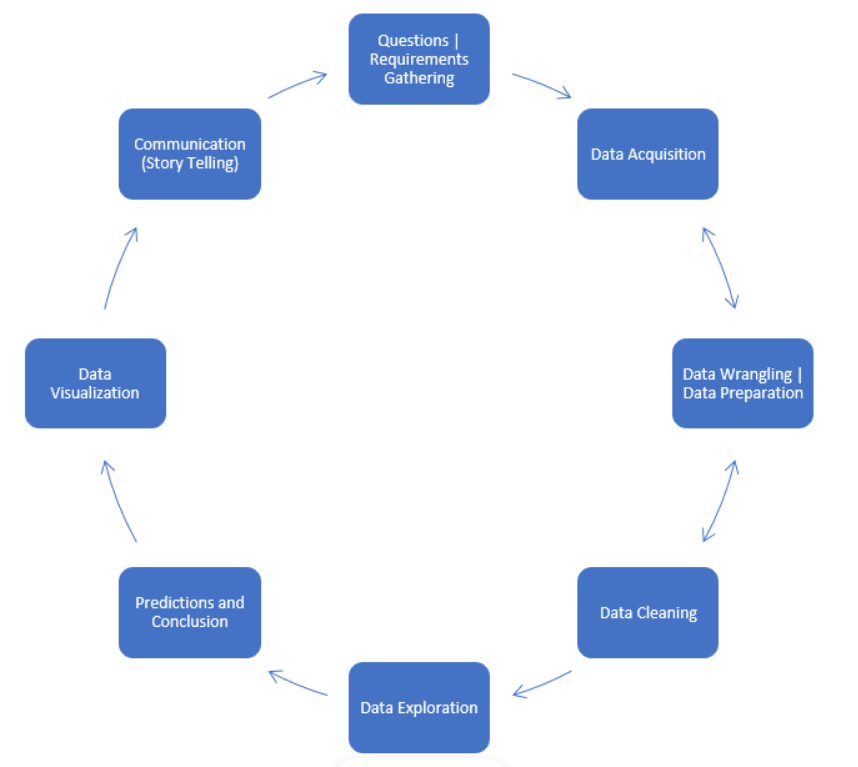 Questions |
Requirements
Gathering
Data Acquisition
Data Wrangling |
Data Preparation
Data Cleaning
Data Exploration
Predictions and
Conclusion
Data
Visualization
Communication
(Story Telling)